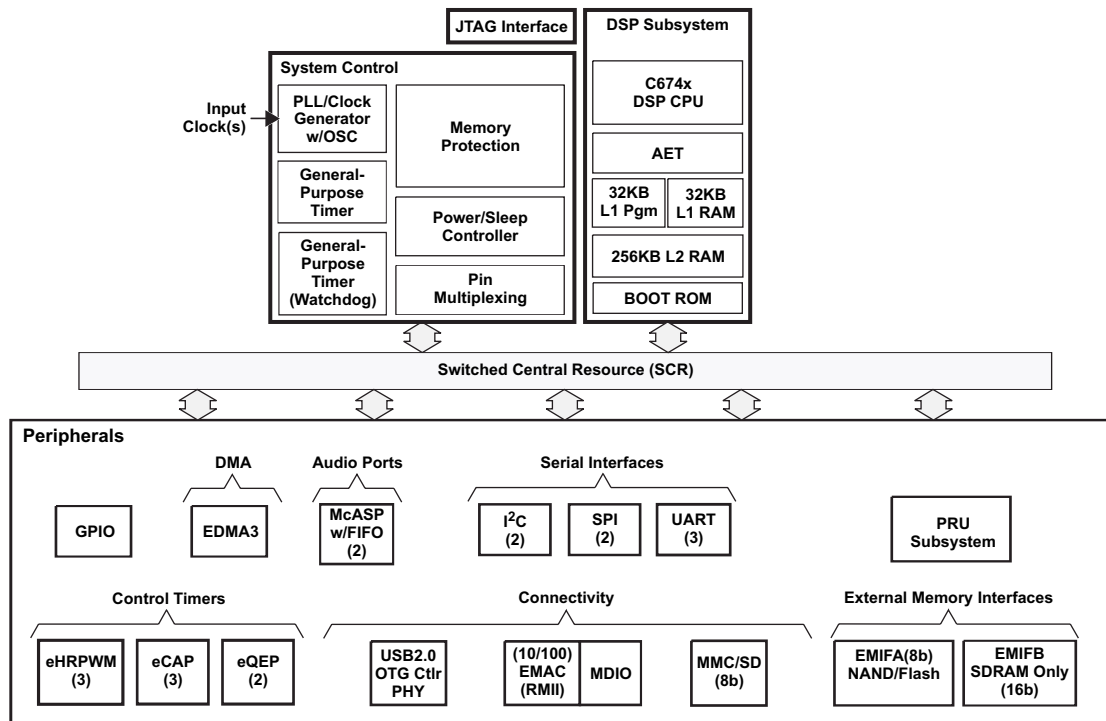 JTAG Interface
DSP Subsystem
System Control
Input
Clock(s)
PLL/Clock
Generator
w/OSC
General-
Purpose
Timer
General-
Purpose
Timer
(Watchdog)
Memory
Protection
Power/Sleep
Controller
Pin
Multiplexing
C674x
DSP CPU
AET
32KB
L1 Pgm
32KB
L1 RAM
256KB L2 RAM
BOOT ROM
Switched Central Resource (SCR)
Peripherals
DMA
Audio Ports
Serial Interfaces
GPIO
EDMA3
McASP
w/FIFO
(2)
I²C
(2)
SPI
(2)
UART
(3)
PRU
Subsystem
Control Timers
Connectivity
External Memory Interfaces
eHRPWM
(3)
eCAP
(3)
eQEP
(2)
USB2.0
OTG Ctlr
PHY
(10/100)
EMAC
(RMII)
MDIO
MMC/SD
(8b)
EMIFA(8b)
NAND/Flash
EMIFB
SDRAM Only
(16b)